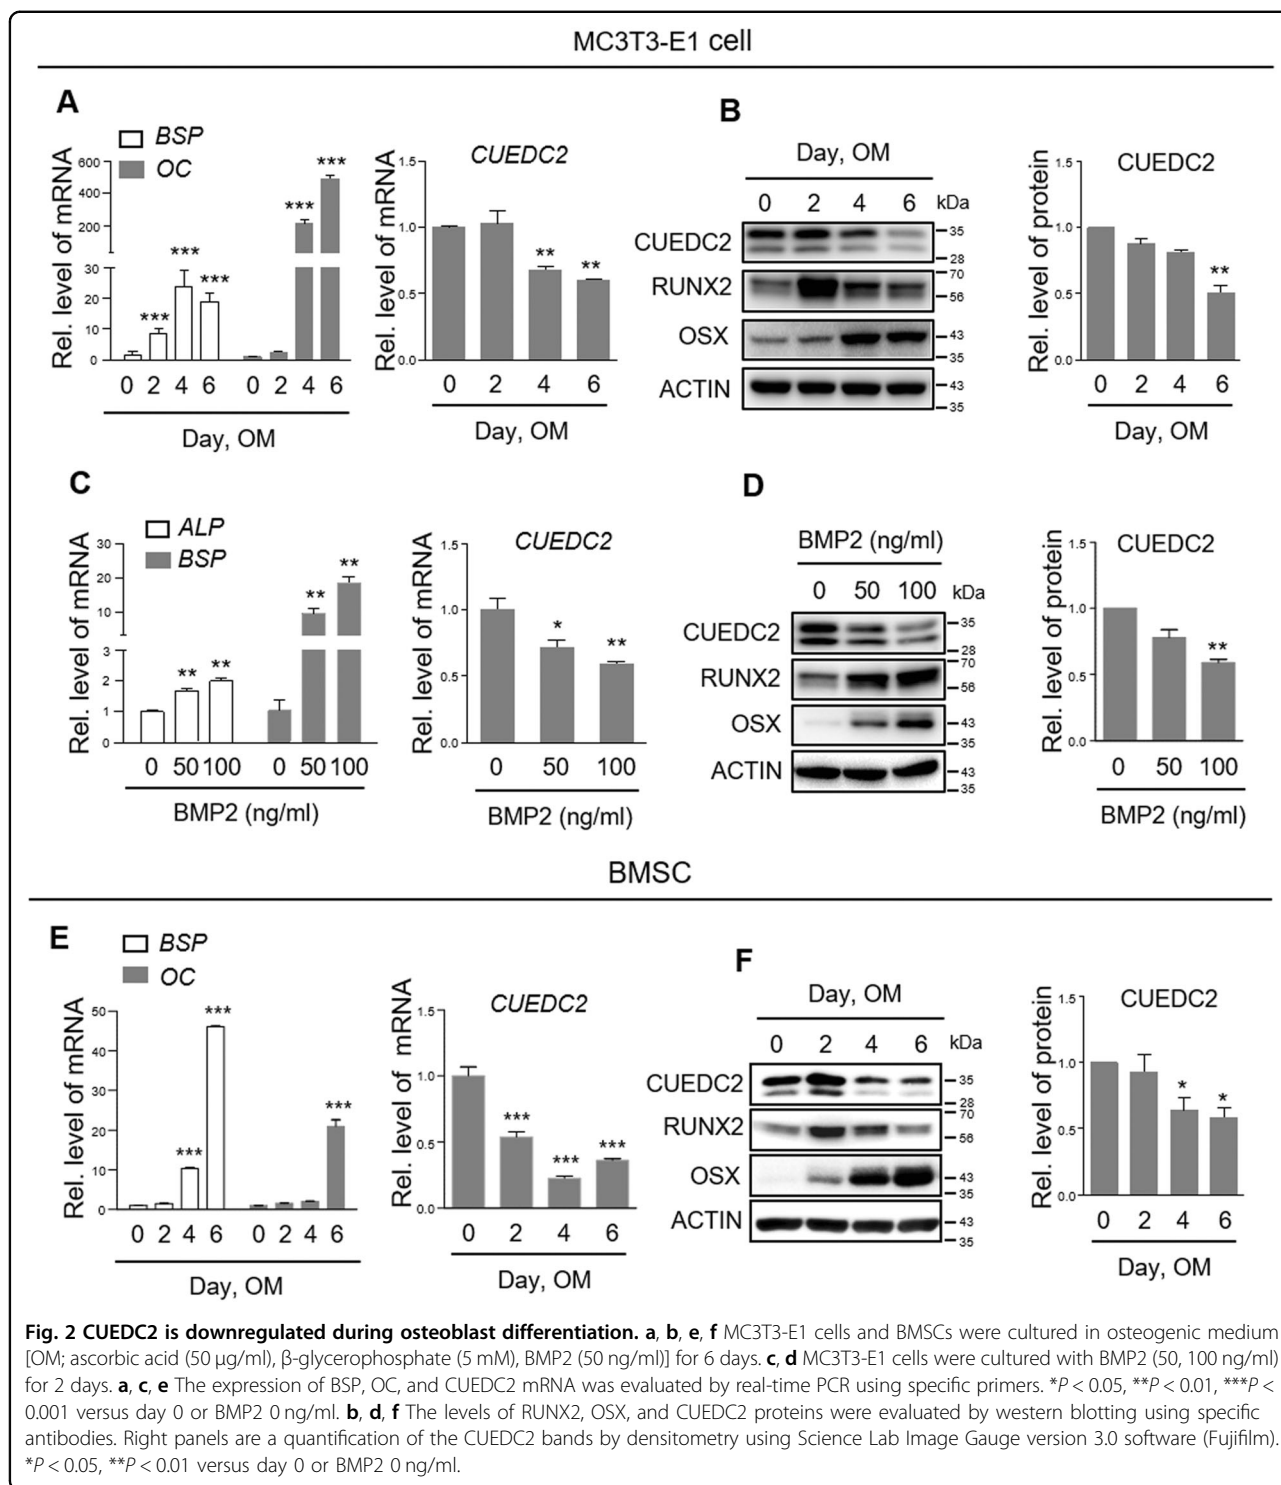 MC3T3-E1 cell
A
BSP
OC
Rel. level of mRNA
600
400
200
30
20
10
0
***
***
***
***
***
0 2 4 6 0 2 4 6
Day, OM
CUEDC2
Rel. level of mRNA
1.5
1.0
0.5
0.0
**
**
0 2 4 6
Day, OM
B
Day, OM
0 2 4 6 kDa
CUEDC2
35
28
RUNX2
70
56
OSX
43
35
ACTIN
43
35
CUEDC2
Rel. level of protein
1.5
1.0
0.5
0.0
**
0 2 4 6
Day, OM
C
ALP
BSP
Rel. level of mRNA
30
20
10
3
2
1
0
**
**
**
**
0 50 100 0 50 100
BMP2 (ng/ml)
CUEDC2
Rel. level of mRNA
1.5
1.0
0.5
0.0
*
**
0 50 100
BMP2 (ng/ml)
D
BMP2 (ng/ml)
0 50 100 kDa
CUEDC2
35
28
RUNX2
70
56
OSX
43
35
ACTIN
43
35
CUEDC2
Rel. level of protein
1.5
1.0
0.5
0.0
**
0 50 100
BMP2 (ng/ml)
BMSC
E
BSP
OC
Rel. level of mRNA
50
40
30
20
10
0
***
***
***
0 2 4 6 0 2 4 6
Day, OM
CUEDC2
Rel. level of mRNA
1.5
1.0
0.5
0.0
***
***
***
0 2 4 6
Day, OM
F
Day, OM
0 2 4 6 kDa
CUEDC2
35
28
RUNX2
70
56
OSX
43
35
ACTIN
43
35
CUEDC2
Rel. level of protein
1.5
1.0
0.5
0.0
*
*
0 2 4 6
Day, OM
Fig. 2 CUEDC2 is downregulated during osteoblast differentiation. a, b, e, f MC3T3-E1 cells and BMSCs were cultured in osteogenic medium
[OM; ascorbic acid (50 μg/ml), β-glycerophosphate (5 mM), BMP2 (50 ng/ml)] for 6 days. c, d MC3T3-E1 cells were cultured with BMP2 (50, 100 ng/ml)
for 2 days. a, c, e The expression of BSP, OC, and CUEDC2 mRNA was evaluated by real-time PCR using specific primers. *P < 0.05, **P < 0.01, ***P <
0.001 versus day 0 or BMP2 0 ng/ml. b, d, f The levels of RUNX2, OSX, and CUEDC2 proteins were evaluated by western blotting using specific
antibodies. Right panels are a quantification of the CUEDC2 bands by densitometry using Science Lab Image Gauge version 3.0 software (Fujifilm).
*P < 0.05, **P < 0.01 versus day 0 or BMP2 0 ng/ml.